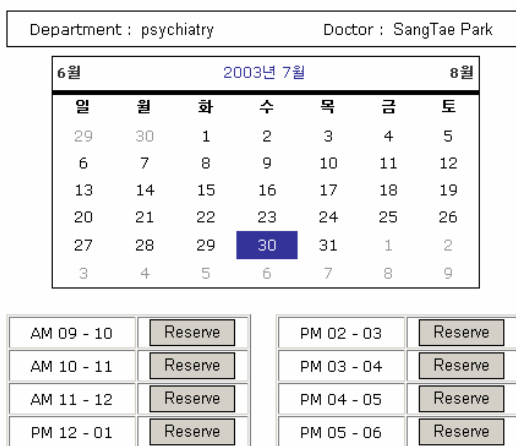 Department : psychiatry Doctor : SangTae Park
6월 2003년 7월 8월
일 월 화 수 목 금 토
29 30 1 2 3 4 5
6 7 8 9 10 11 12
13 14 15 16 17 18 19
20 21 22 23 24 25 26
27 28 29 30 31 1 2
3 4 5 6 7 8 9
AM 09 - 10 Reserve PM 02 - 03 Reserve
AM 10 - 11 Reserve PM 03 - 04 Reserve
AM 11 - 12 Reserve PM 04 - 05 Reserve
PM 12 - 01 Reserve PM 05 - 06 Reserve